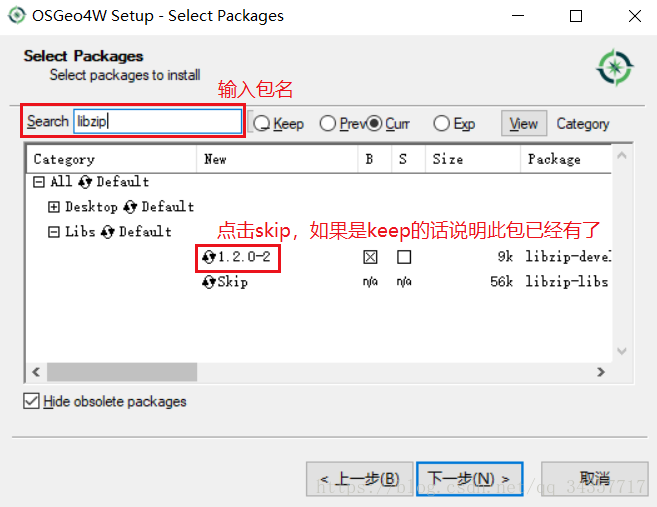 OSGeo4W Setup - Select Packages
Select Packages
Select packages to install
输入包名
Search libzip Keep Prev Curr Exp View Category
Category New B S Size Package
All Default
Desktop Default
Libs Default
点击skip，如果是keep的话说明此包已经有了
1.2.0-2 9k libzip-deve
Skip n/a n/a 56k libzip-libs
Hide obsolete packages
< 上一步(B) 下一步(N) > 取消
https://blog.csdn.net/qq_34337717